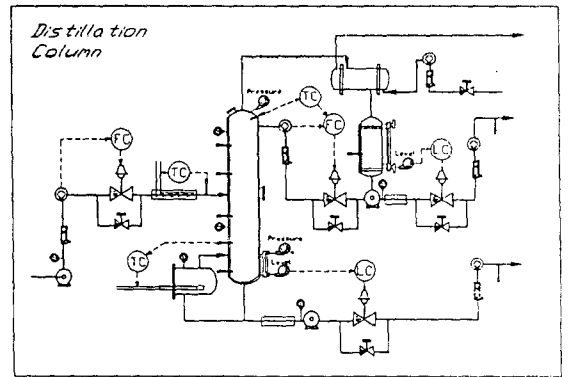 Distillation
Column
Pressure
TC
FC
FC
Level
LC
TC
Pressure
TC
Level
LC